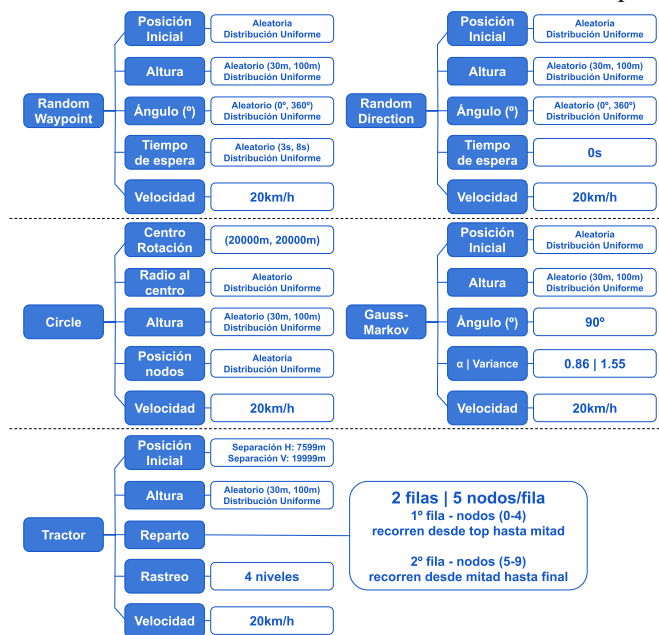 Random
Waypoint
Posición
Inicial
Aleatoria
Distribución Uniforme
Altura
Aleatorio (30m, 100m)
Distribución Uniforme
Ángulo (º)
Aleatorio (0º, 360º)
Distribución Uniforme
Tiempo
de espera
Aleatorio (3s, 8s)
Distribución Uniforme
Velocidad
20km/h
Random
Direction
Posición
Inicial
Aleatoria
Distribución Uniforme
Altura
Aleatorio (30m, 100m)
Distribución Uniforme
Ángulo (º)
Aleatorio (0º, 360º)
Distribución Uniforme
Tiempo
de espera
0s
Velocidad
20km/h
Circle
Centro
Rotación
(20000m, 20000m)
Radio al
centro
Aleatorio
Distribución Uniforme
Altura
Aleatorio (30m, 100m)
Distribución Uniforme
Posición
nodos
Aleatoria
Distribución Uniforme
Velocidad
20km/h
Gauss-
Markov
Posición
Inicial
Aleatoria
Distribución Uniforme
Altura
Aleatorio (30m, 100m)
Distribución Uniforme
Ángulo (º)
90º
α | Variance
0.86 | 1.55
Velocidad
20km/h
Tractor
Posición
Inicial
Separación H: 7599m
Separación V: 19999m
Altura
Aleatorio (30m, 100m)
Distribución Uniforme
Reparto
2 filas | 5 nodos/fila
1º fila - nodos (0-4)
recorren desde top hasta mitad
2º fila - nodos (5-9)
recorren desde mitad hasta final
Rastreo
4 niveles
Velocidad
20km/h